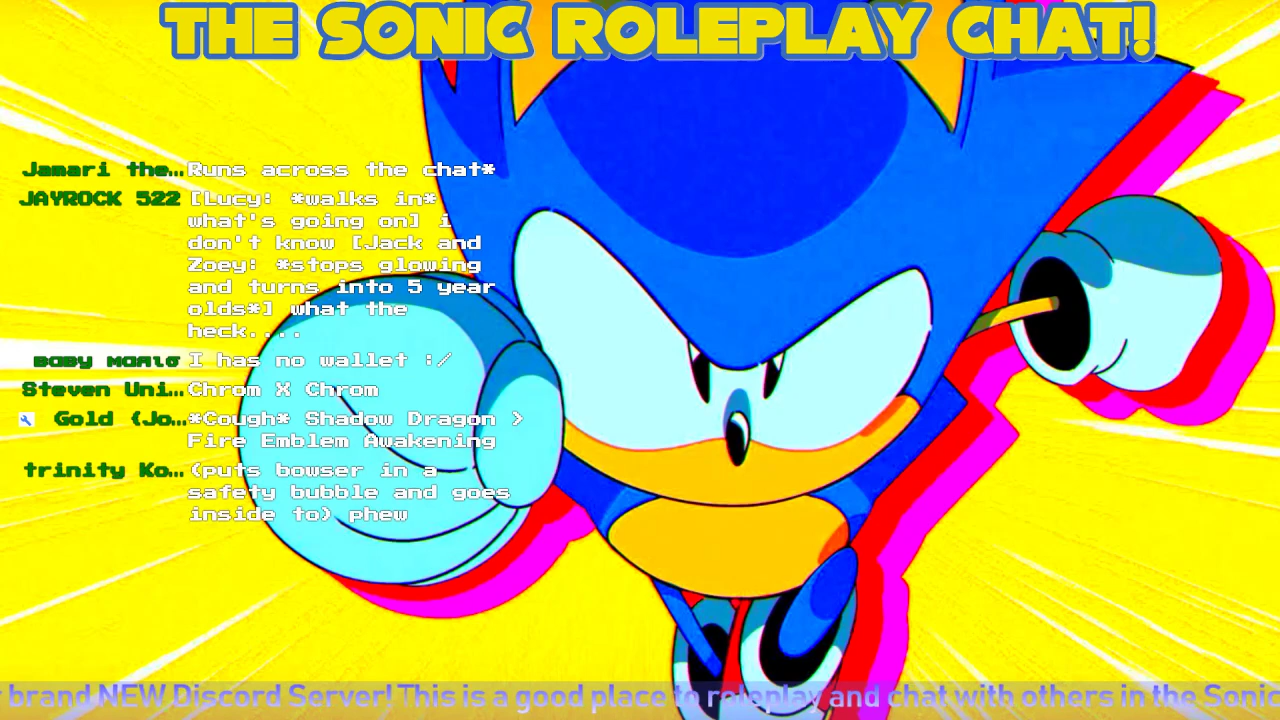 THE SONIC ROLEPLAY CHAT!
Jamari the... Runs across the chat*
JAYROCK 522 [Lucy: *walks in*
what's going on] i
don't know [Jack and
Zoey: *stops glowing
and turns into 5 year
olds*] what the
heck....
BABY MARIO I has no wallet :/
Steven Uni... Chrom X Chrom
Gold (Jo... *Cough* Shadow Dragon >
Fire Emblem Awakening
trinity Ko... (puts bowser in a
safety bubble and goes
inside to) phew
brand NEW Discord Server! This is a good place to roleplay and chat with others in the Sonic